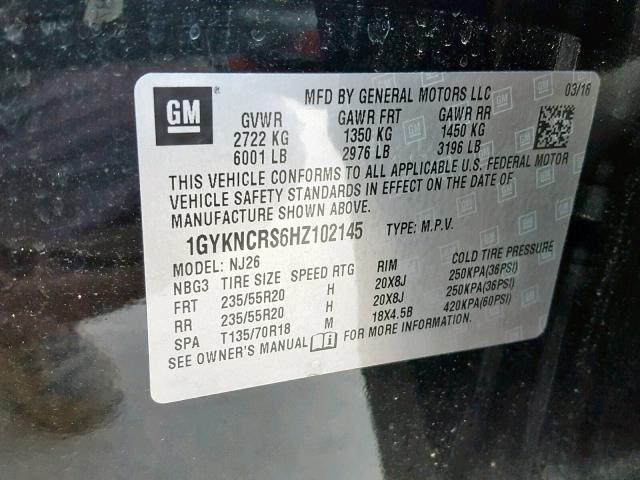 GM
MFD BY GENERAL MOTORS LLC 03/16
GVWR GAWR FRT GAWR RR
2722 KG 1350 KG 1450 KG
6001 LB 2976 LB 3196 LB
THIS VEHICLE CONFORMS TO ALL APPLICABLE U.S. FEDERAL MOTOR
VEHICLE SAFETY STANDARDS IN EFFECT ON THE DATE OF
MANUFACTURE SHOWN ABOVE.
1GYKNCRS6HZ102145 TYPE: M.P.V.
MODEL: NJ26
NBG3 TIRE SIZE SPEED RTG RIM COLD TIRE PRESSURE
FRT 235/55R20 H 20X8J 250KPA(36PSI)
RR 235/55R20 H 20X8J 250KPA(36PSI)
SPA T135/70R18 M 18X4.5B 420KPA(60PSI)
SEE OWNER'S MANUAL FOR MORE INFORMATION.